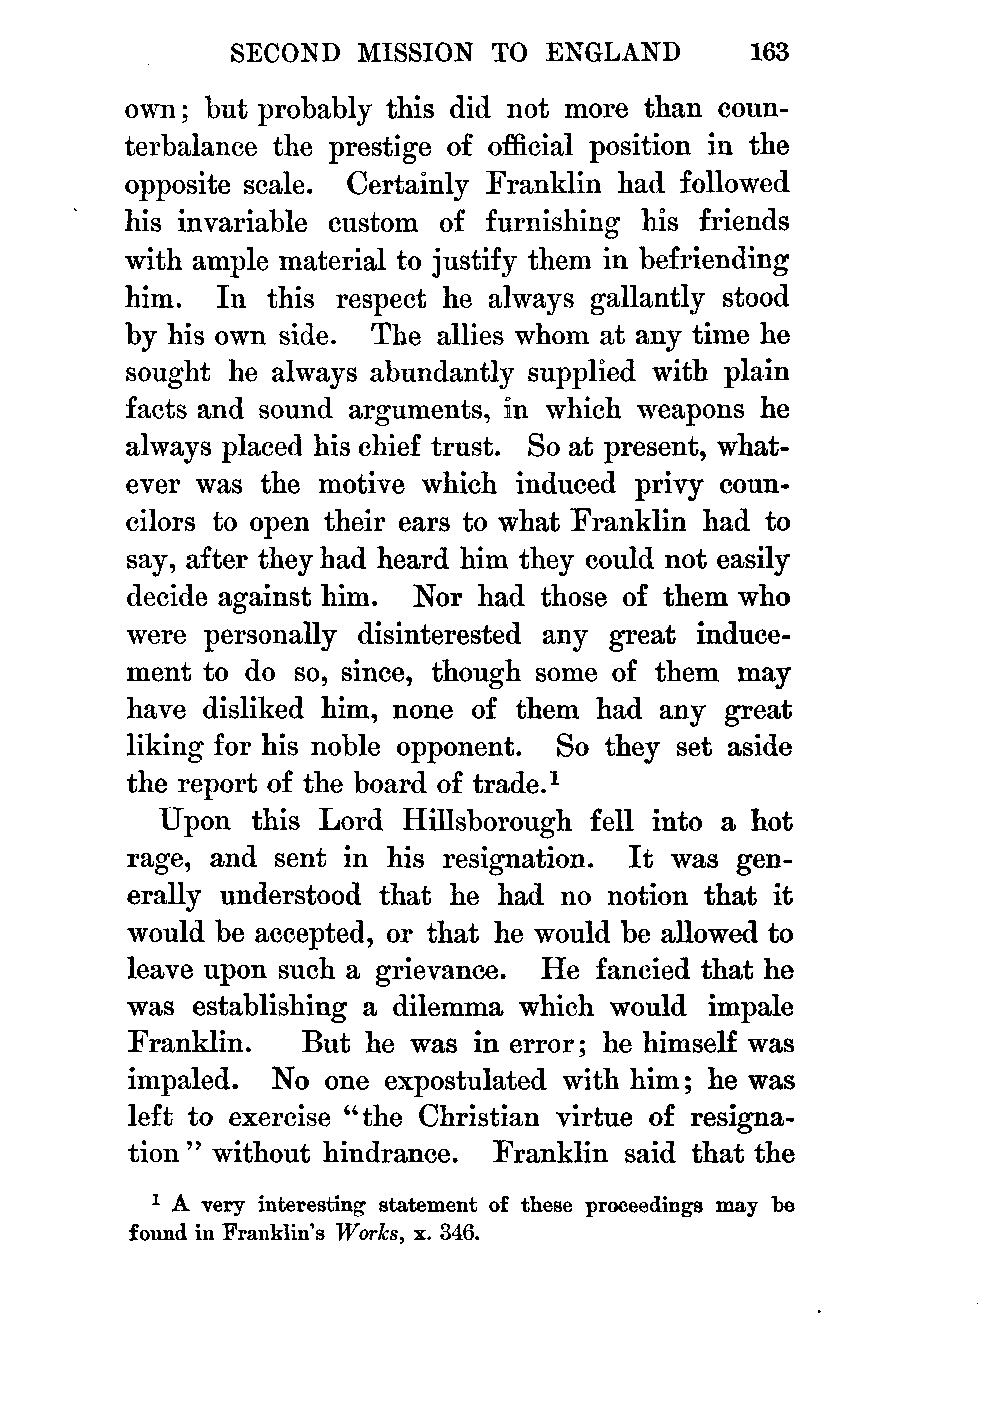 SECOND MISSION TO ENGLAND 163
own; but probably this did not more than coun-
terbalance the prestige of official position in the
opposite scale. Certainly Franklin had followed
his invariable custom of furnishing his friends
with ample material to justify them in befriending
him. In this respect he always gallantly stood
by his own side. The allies whom at any time he
sought he always abundantly supplied with plain
facts and sound arguments, in which weapons he
always placed his chief trust. So at present, what-
ever was the motive which induced privy coun-
cilors to open their ears to what Franklin had to
say, after they had heard him they could not easily
decide against him. Nor had those of them who
were personally disinterested any great induce-
ment to do so, since, though some of them may
have disliked him, none of them had any great
liking for his noble opponent. So they set aside
the report of the board of trade.¹
Upon this Lord Hillsborough fell into a hot
rage, and sent in his resignation. It was gen-
erally understood that he had no notion that it
would be accepted, or that he would be allowed to
leave upon such a grievance. He fancied that he
was establishing a dilemma which would impale
Franklin. But he was in error; he himself was
impaled. No one expostulated with him; he was
left to exercise “the Christian virtue of resigna-
tion” without hindrance. Franklin said that the
¹ A very interesting statement of these proceedings may be
found in Franklin's Works, x. 346.